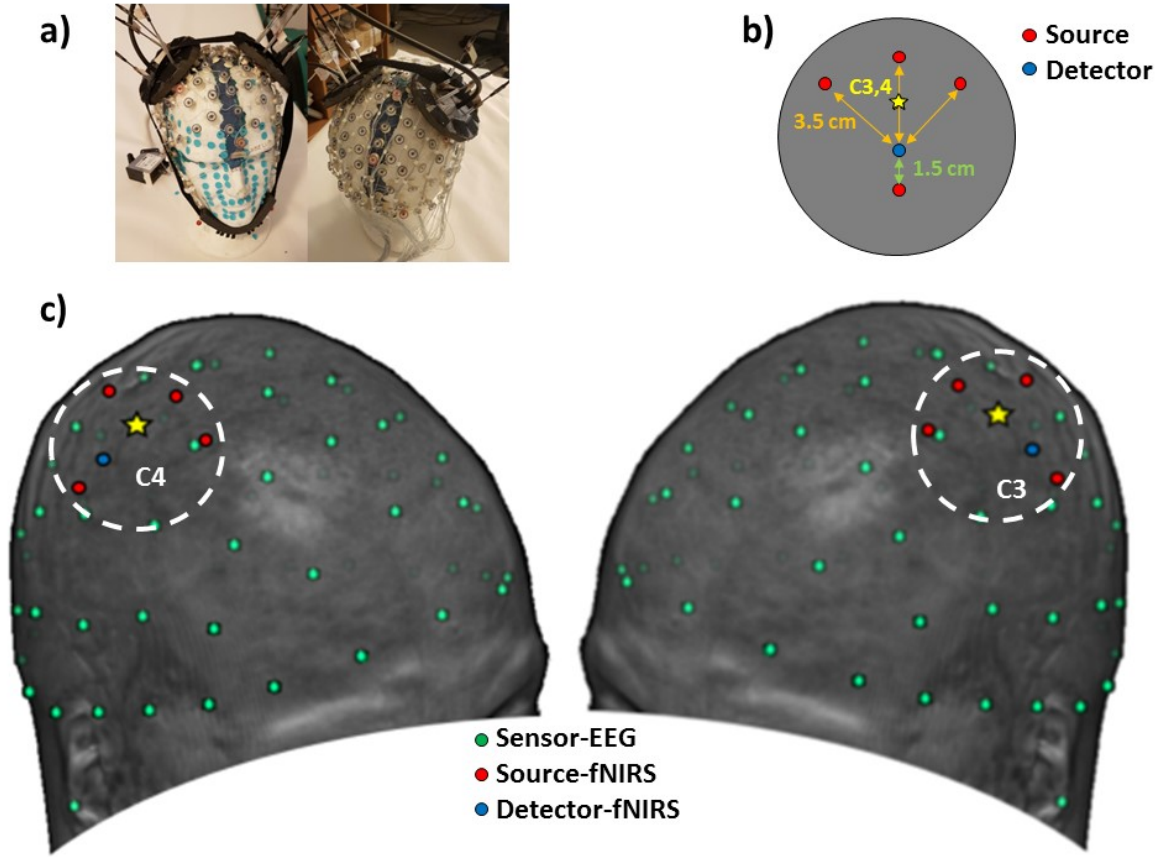 a)
b)
Source
Detector
C3,4
3.5 cm
1.5 cm
c)
C4
C3
Sensor-EEG
Source-fNIRS
Detector-fNIRS